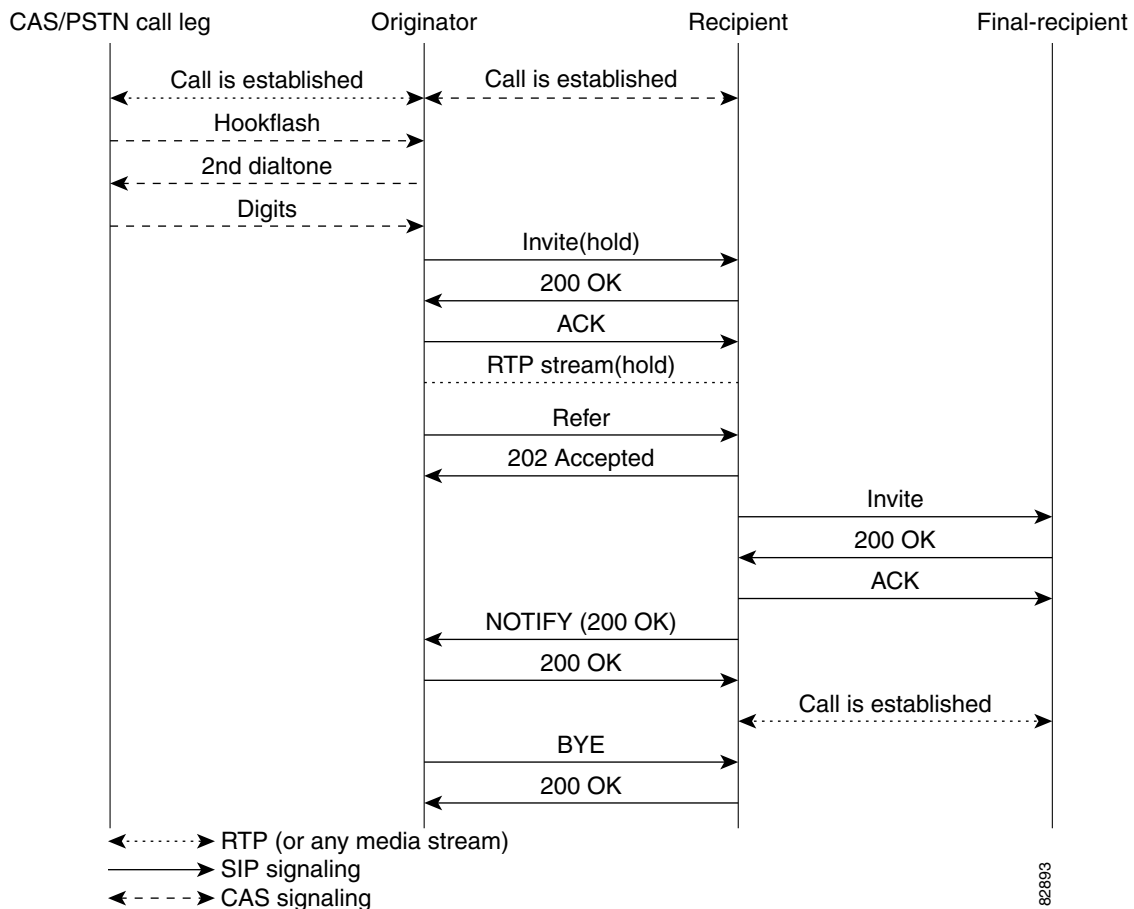 CAS/PSTN call leg
Originator
Recipient
Final-recipient
Call is established
Call is established
Hookflash
2nd dialtone
Digits
Invite(hold)
200 OK
ACK
RTP stream(hold)
Refer
202 Accepted
Invite
200 OK
ACK
NOTIFY (200 OK)
200 OK
Call is established
BYE
200 OK
RTP (or any media stream)
SIP signaling
CAS signaling
82893